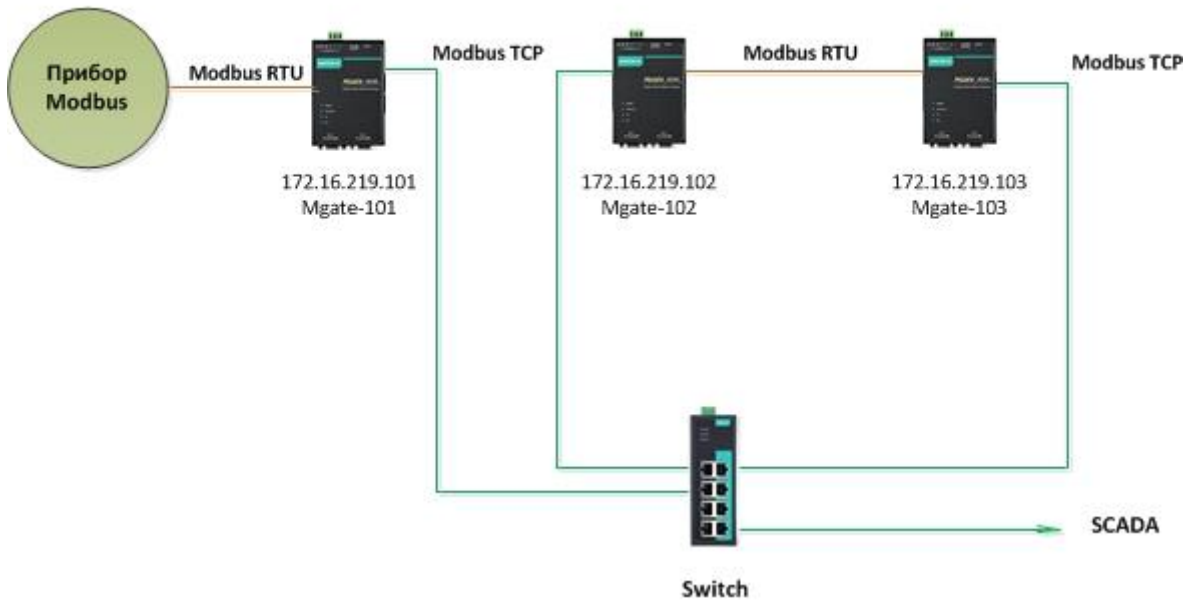 Прибор
Modbus
Modbus RTU
Modbus TCP
Modbus RTU
Modbus TCP
172.16.219.101
Mgate-101
172.16.219.102
Mgate-102
172.16.219.103
Mgate-103
SCADA
Switch